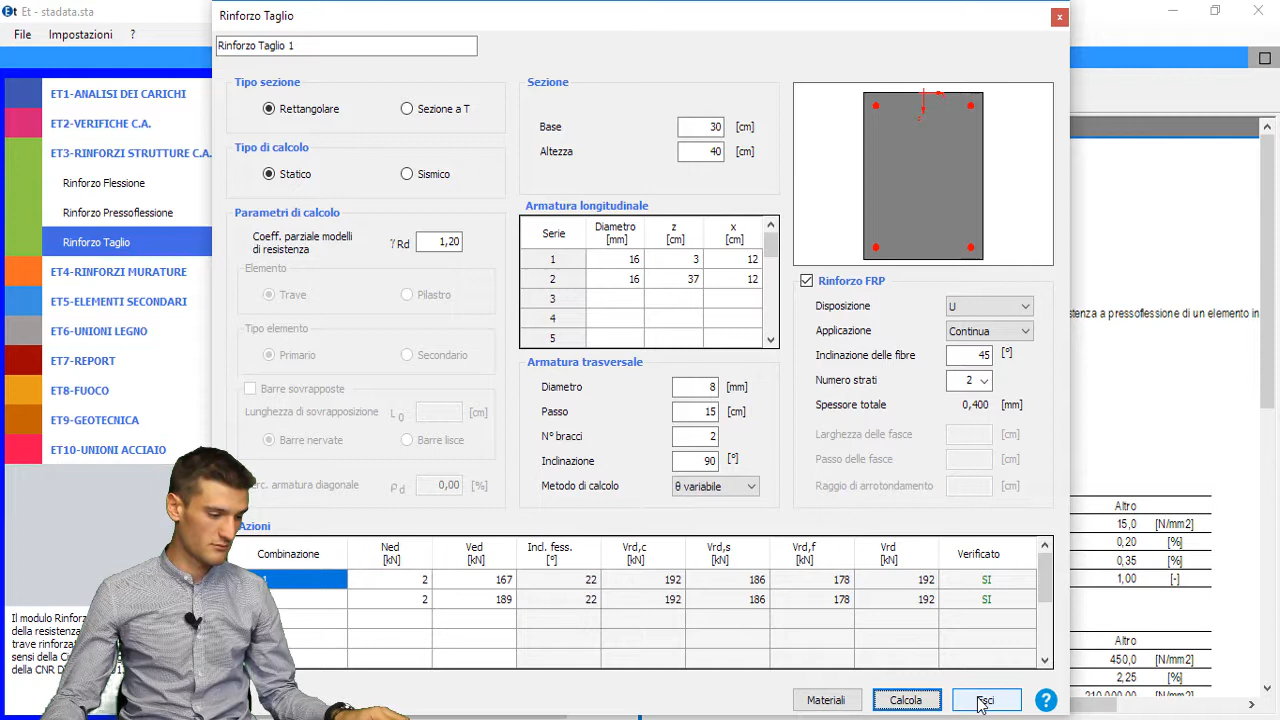 Et - stadata.sta
File Impostazioni ?
ET1-ANALISI DEI CARICHI
ET2-VERIFICHE C.A.
ET3-RINFORZI STRUTTURE C.A.
Rinforzo Flessione
Rinforzo Pressoflessione
Rinforzo Taglio
ET4-RINFORZI MURATURE
ET5-ELEMENTI SECONDARI
ET6-UNIONI LEGNO
ET7-REPORT
ET8-FUOCO
ET9-GEOTECNICA
ET10-UNIONI ACCIAIO
Il modulo Rinforz
della resistenza
trave rinforza
sensi della Ci
della CNR D
Rinforzo Taglio
x
Rinforzo Taglio 1
Tipo sezione
Rettangolare Sezione a T
Tipo di calcolo
Statico Sismico
Parametri di calcolo
Coeff. parziale modelli
di resistenza
γ Rd 1,20
Elemento
Trave Pilastro
Tipo elemento
Primario Secondario
Barre sovrapposte
Lunghezza di sovrapposizione L 0 [cm]
Barre nervate Barre lisce
erc. armatura diagonale ρ d 0,00 [%]
Sezione
Base 30 [cm]
Altezza 40 [cm]
Armatura longitudinale
Serie Diametro [mm] z [cm] x [cm]
1 16 3 12
2 16 37 12
3
4
5
Armatura trasversale
Diametro 8 [mm]
Passo 15 [cm]
N° bracci 2
Inclinazione 90 [°]
Metodo di calcolo θ variabile
Rinforzo FRP
Disposizione U
Applicazione Continua
Inclinazione delle fibre 45 [°]
Numero strati 2
Spessore totale 0,400 [mm]
Larghezza delle fasce [cm]
Passo delle fasce [cm]
Raggio di arrotondamento [cm]
Azioni
Combinazione Ned [kN] Ved [kN] Incl. fess. [°] Vrd,c [kN] Vrd,s [kN] Vrd,f [kN] Vrd [kN] Verificato
1 2 167 22 192 186 178 192 SI
2 189 22 192 186 178 192 SI
Materiali Calcola Esci ?
stenza a pressoflessione di un elemento in
Altro
15,0 [N/mm2]
0,20 [%]
0,35 [%]
1,00 [-]
Altro
450,0 [N/mm2]
2,25 [%]
210.000,00 [N/mm2]